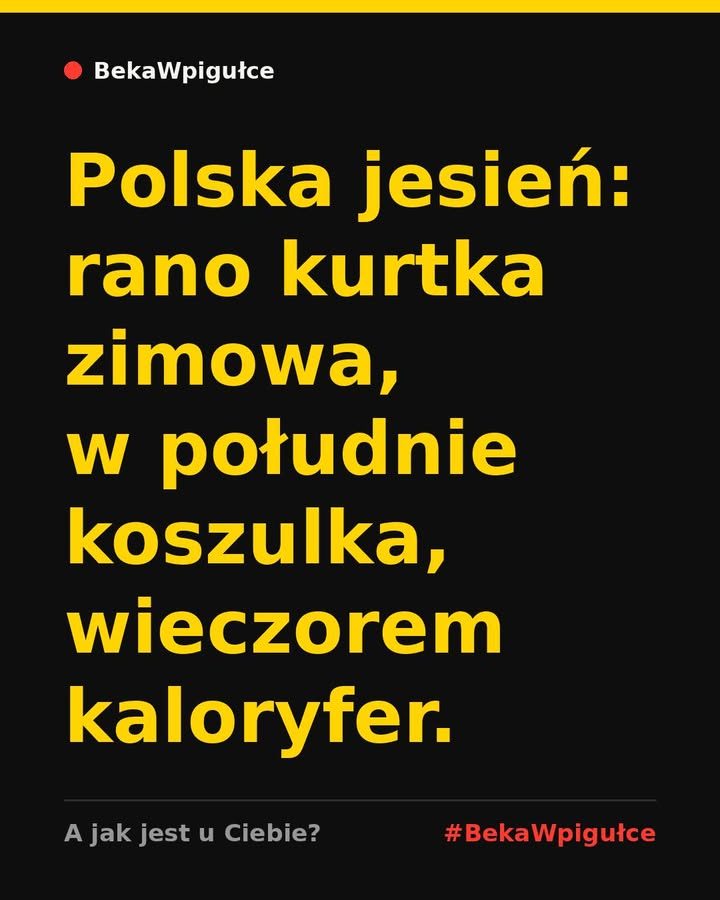 BekaWpigułce
Polska jesień:
rano kurtka
zimowa,
w południe
koszulka,
wieczorem
kaloryfer.
A jak jest u Ciebie?
#BekaWpigułce